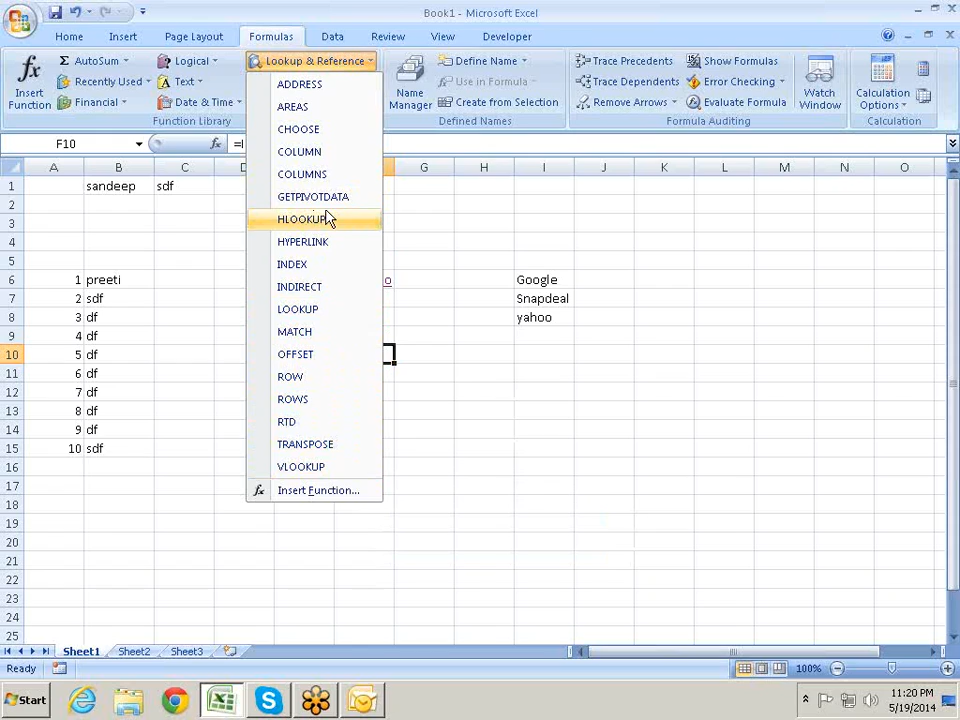 Book1 - Microsoft Excel
Home Insert Page Layout Formulas Data Review View Developer
Insert Function
Σ AutoSum
Recently Used
Financial
Logical
Text
Date & Time
Lookup & Reference
Function Library
Name Manager
Define Name
Use in Formula
Create from Selection
Defined Names
Trace Precedents
Trace Dependents
Remove Arrows
Show Formulas
Error Checking
Evaluate Formula
Formula Auditing
Watch Window
Calculation Options
Calculation
ADDRESS
AREAS
CHOOSE
COLUMN
COLUMNS
GETPIVOTDATA
HLOOKUP
HYPERLINK
INDEX
INDIRECT
LOOKUP
MATCH
OFFSET
ROW
ROWS
RTD
TRANSPOSE
VLOOKUP
fx Insert Function...
F10 fx
A B C G H I J K L M N O
1 sandeep sdf
2
3
4
5
6 1 preeti o Google
7 2 sdf Snapdeal
8 3 df yahoo
9 4 df
10 5 df
11 6 df
12 7 df
13 8 df
14 9 df
15 10 sdf
16
17
18
19
20
21
22
23
24
25
Sheet1 Sheet2 Sheet3
Ready 100%
Start
11:20 PM
5/19/2014